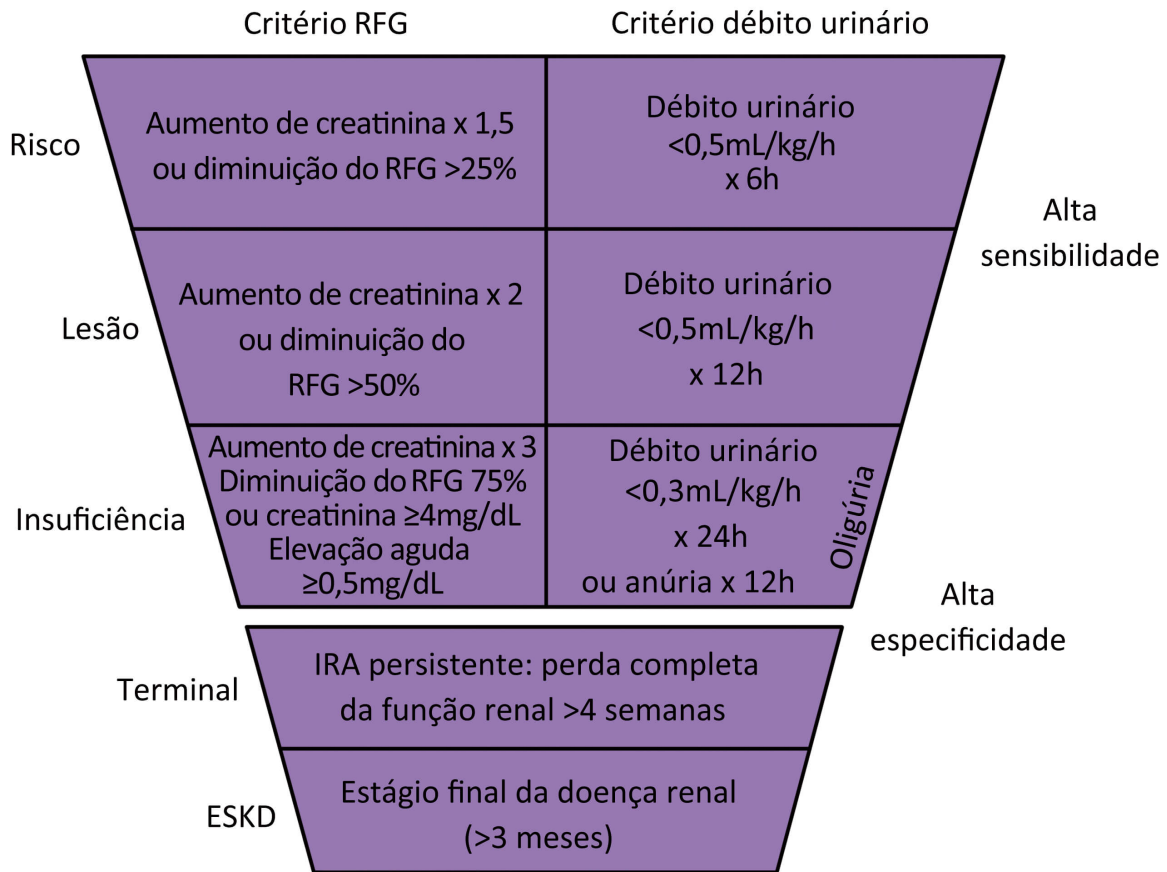 Critério RFG
Critério débito urinário
Risco
Aumento de creatinina x 1,5
ou diminuição do RFG >25%
Débito urinário
<0,5mL/kg/h
x 6h
Alta
sensibilidade
Lesão
Aumento de creatinina x 2
ou diminuição do
RFG >50%
Débito urinário
<0,5mL/kg/h
x 12h
Insuficiência
Aumento de creatinina x 3
Diminuição do RFG 75%
ou creatinina ≥4mg/dL
Elevação aguda
≥0,5mg/dL
Débito urinário
<0,3mL/kg/h
x 24h
ou anúria x 12h
Oligúria
Alta
especificidade
Terminal
IRA persistente: perda completa
da função renal >4 semanas
ESKD
Estágio final da doença renal
(>3 meses)